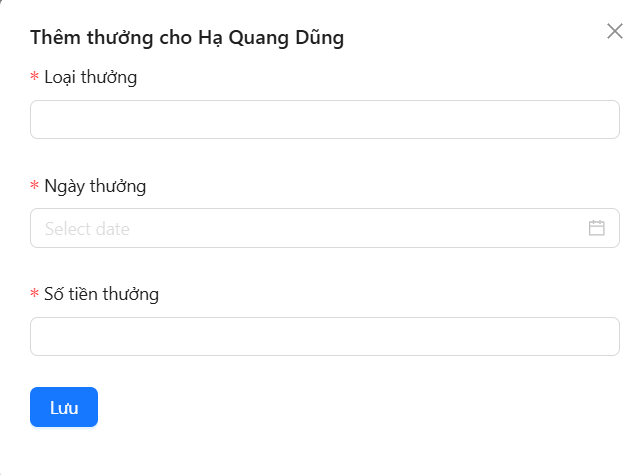 Thêm thưởng cho Hạ Quang Dũng
* Loại thưởng
* Ngày thưởng
Select date
* Số tiền thưởng
Lưu